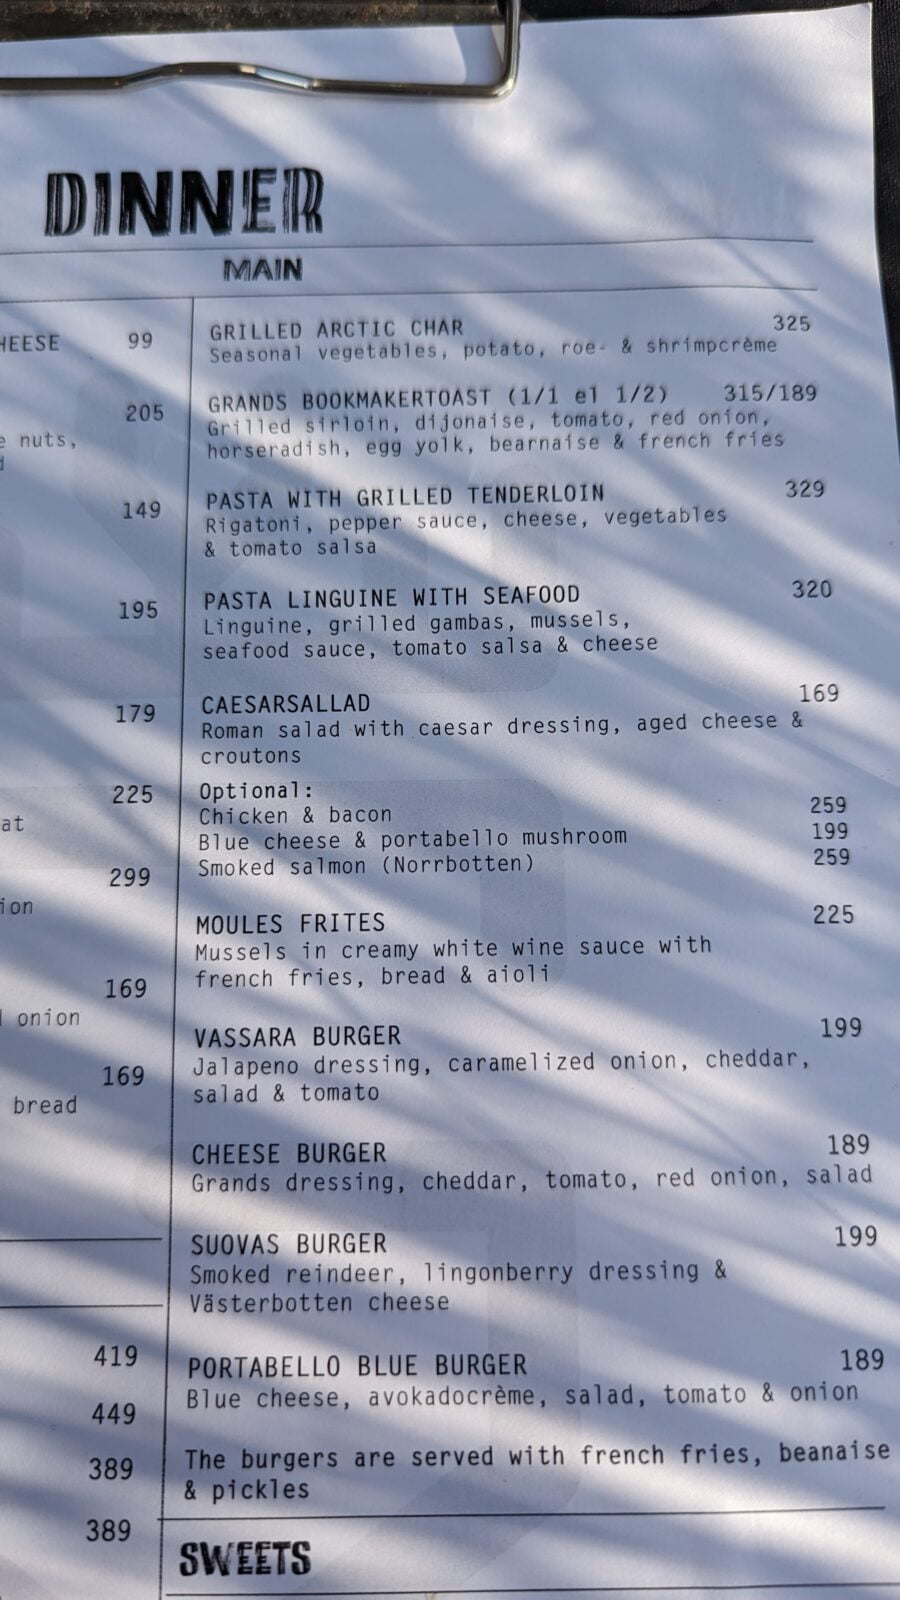 DINNER
MAIN
HEESE 99
205
e nuts,
d
149
195
179
225
at
299
ion
169
onion
169
bread
419
449
389
389
GRILLED ARCTIC CHAR 325
Seasonal vegetables, potato, roe- & shrimpcrème
GRANDS BOOKMAKERTOAST (1/1 el 1/2) 315/189
Grilled sirloin, dijonaise, tomato, red onion,
horseradish, egg yolk, bearnaise & french fries
PASTA WITH GRILLED TENDERLOIN 329
Rigatoni, pepper sauce, cheese, vegetables
& tomato salsa
PASTA LINGUINE WITH SEAFOOD 320
Linguine, grilled gambas, mussels,
seafood sauce, tomato salsa & cheese
CAESARSALLAD 169
Roman salad with caesar dressing, aged cheese &
croutons
Optional:
Chicken & bacon 259
Blue cheese & portabello mushroom 199
Smoked salmon (Norrbotten) 259
MOULES FRITES 225
Mussels in creamy white wine sauce with
french fries, bread & aioli
VASSARA BURGER 199
Jalapeno dressing, caramelized onion, cheddar,
salad & tomato
CHEESE BURGER 189
Grands dressing, cheddar, tomato, red onion, salad
SUOVAS BURGER 199
Smoked reindeer, lingonberry dressing &
Västerbotten cheese
PORTABELLO BLUE BURGER 189
Blue cheese, avokadocrème, salad, tomato & onion
The burgers are served with french fries, beanaise
& pickles
SWEETS